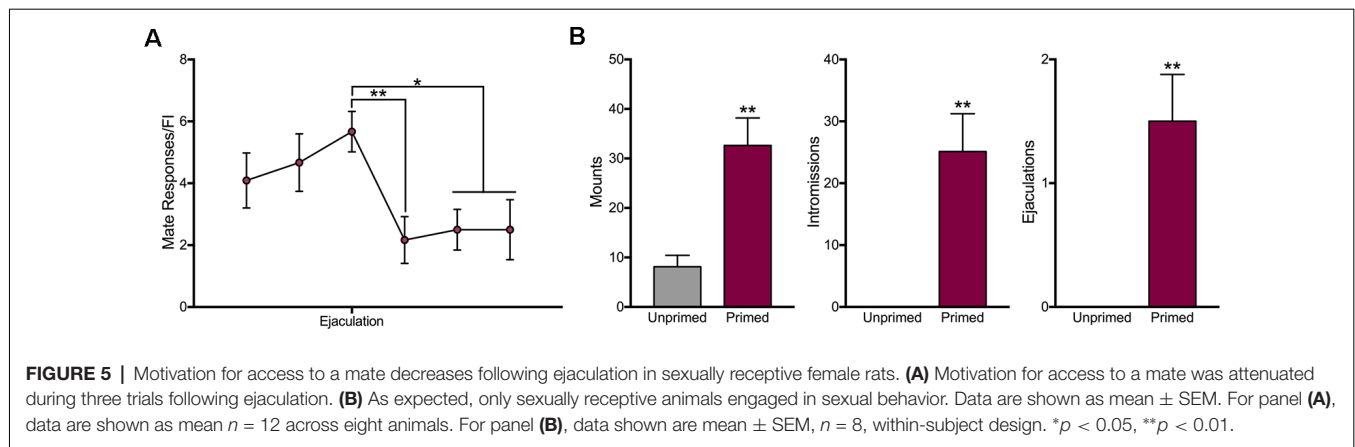 A
8
6
4
2
0
Mate Responses/FI
*
**
Ejaculation
B
50
40
30
20
10
0
Mounts
**
Unprimed Primed
40
30
20
10
0
Intromissions
**
Unprimed Primed
2
1
0
Ejaculations
**
Unprimed Primed
FIGURE 5 | Motivation for access to a mate decreases following ejaculation in sexually receptive female rats. (A) Motivation for access to a mate was attenuated
during three trials following ejaculation. (B) As expected, only sexually receptive animals engaged in sexual behavior. Data are shown as mean ± SEM. For panel (A),
data are shown as mean n = 12 across eight animals. For panel (B), data shown are mean ± SEM, n = 8, within-subject design. *p < 0.05, **p < 0.01.